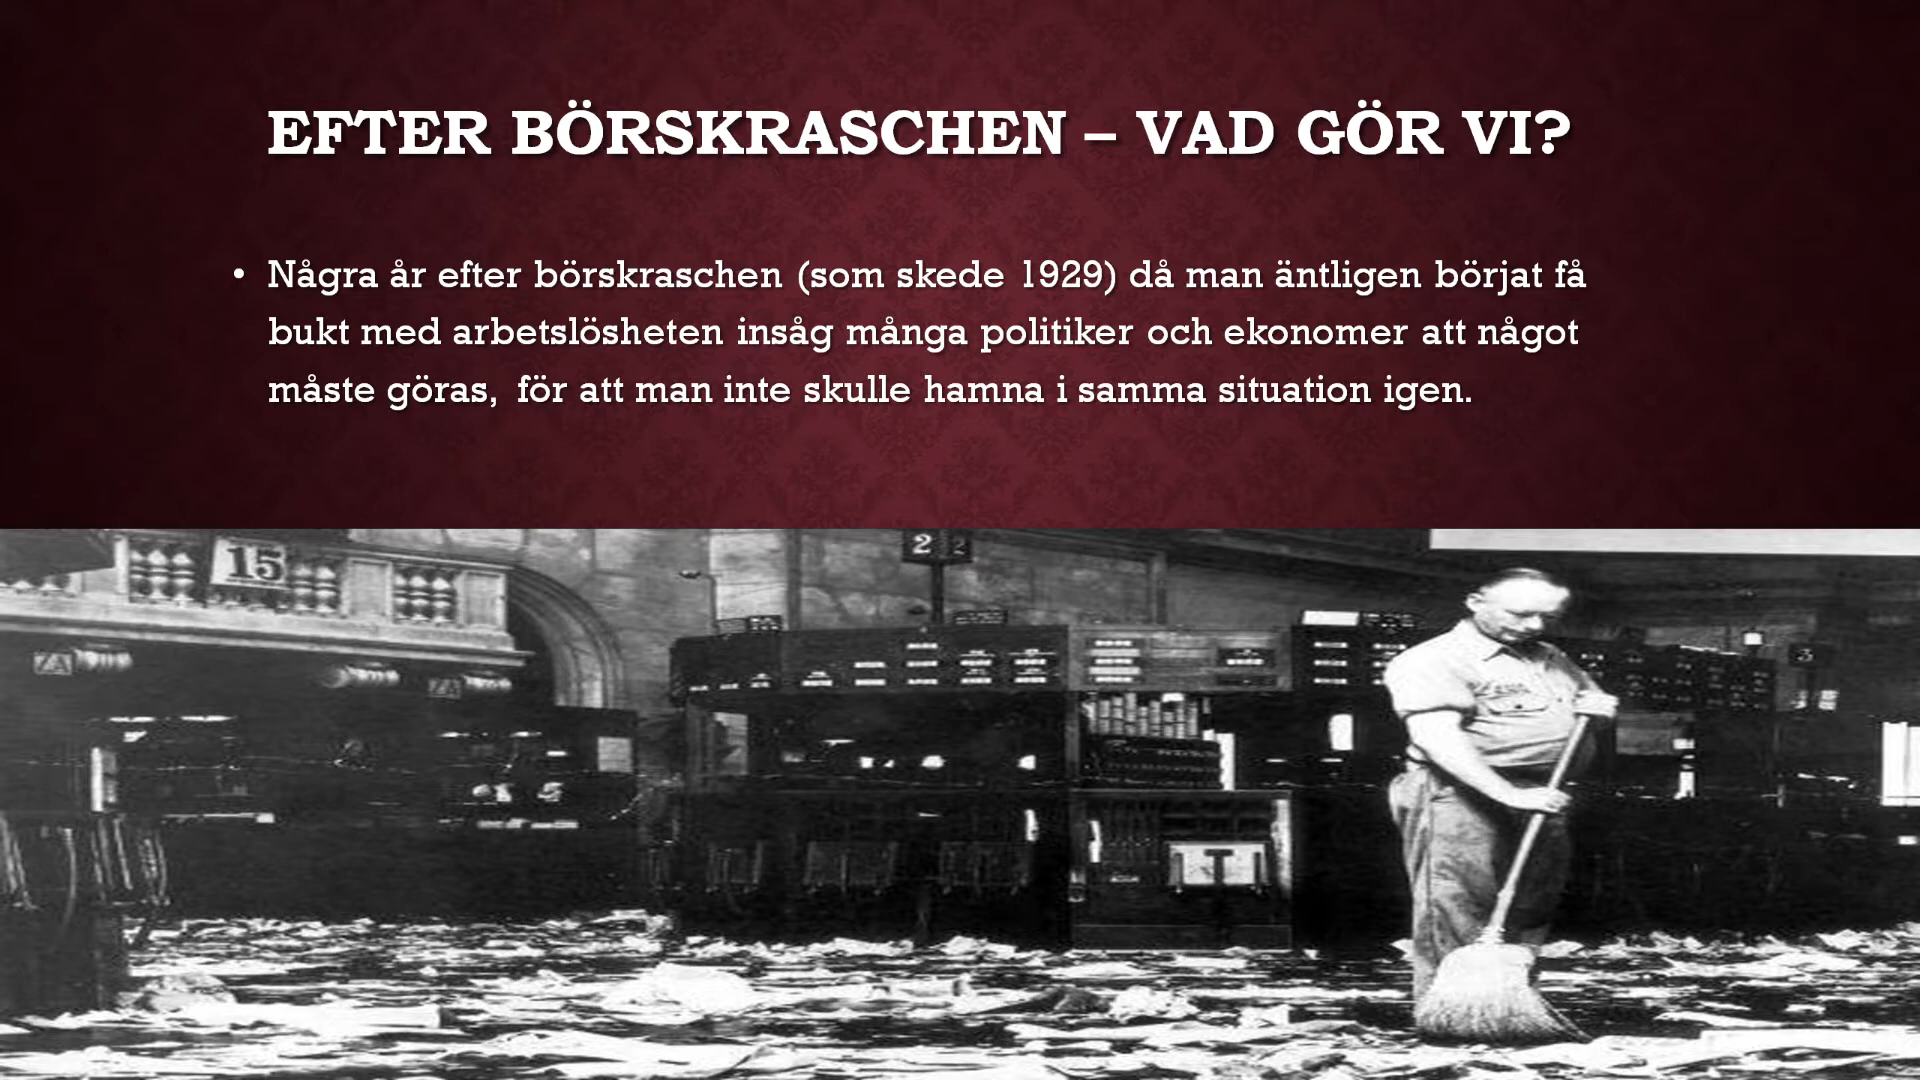 EFTER BÖRSKRASCHEN – VAD GÖR VI?
• Några år efter börskraschen (som skede 1929) då man äntligen börjat få
bukt med arbetslösheten insåg många politiker och ekonomer att något
måste göras,  för att man inte skulle hamna i samma situation igen.
15
2 2